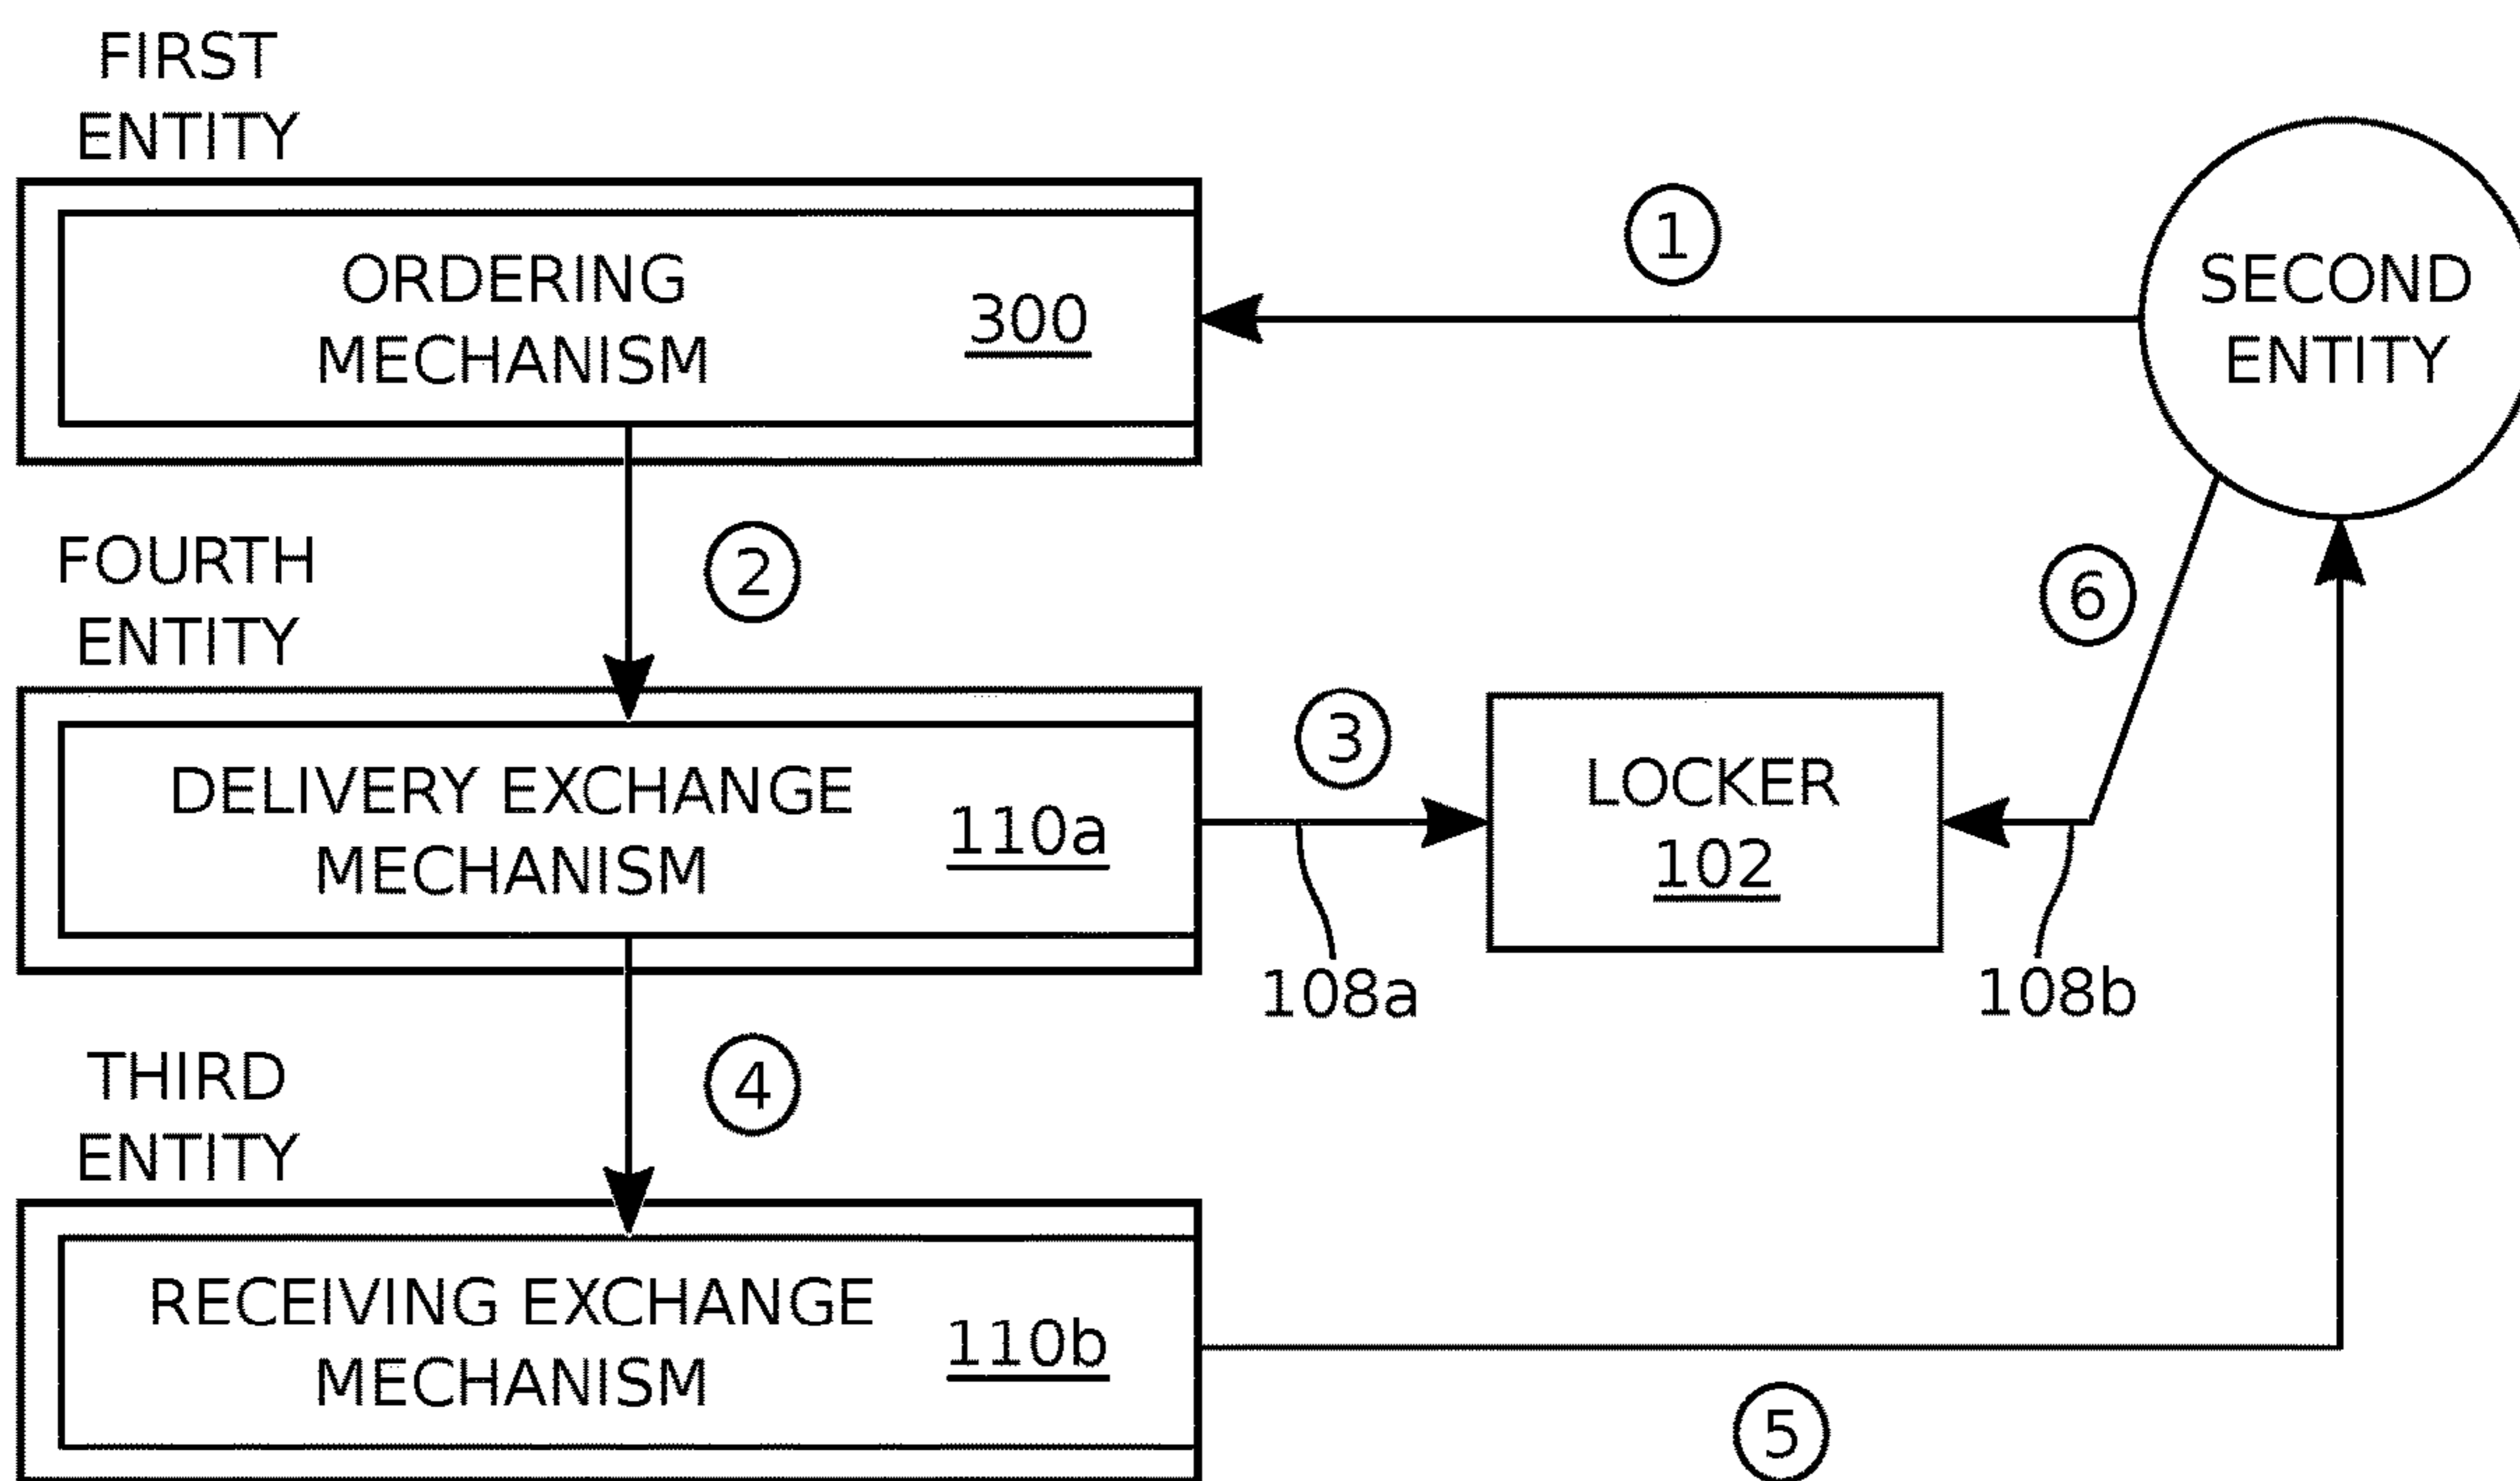 FIRST
ENTITY
ORDERING
MECHANISM
300
1
SECOND
ENTITY
2
6
FOURTH
ENTITY
DELIVERY EXCHANGE
MECHANISM
110a
3
LOCKER
102
108a
108b
4
THIRD
ENTITY
RECEIVING EXCHANGE
MECHANISM
110b
5